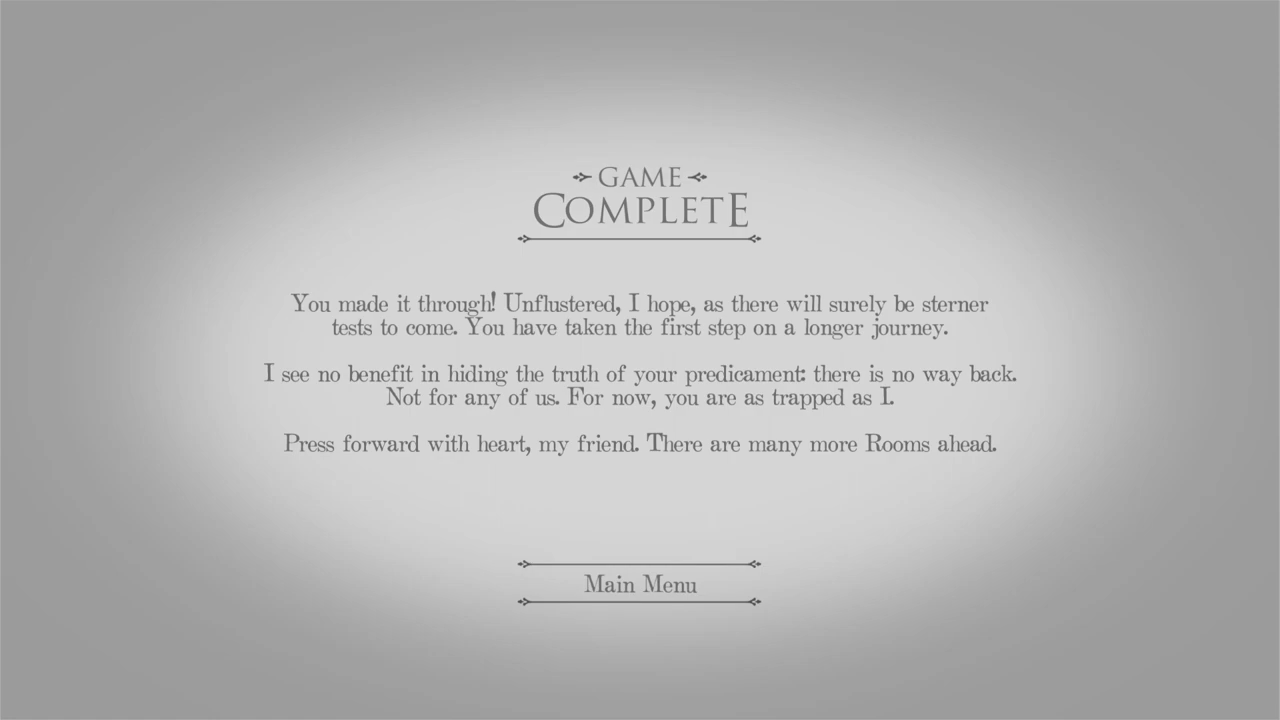 GAME
COMPLETE
You made it through! Unflustered, I hope, as there will surely be sterner
tests to come. You have taken the first step on a longer journey.
I see no benefit in hiding the truth of your predicament: there is no way back.
Not for any of us. For now, you are as trapped as I.
Press forward with heart, my friend. There are many more Rooms ahead.
Main Menu